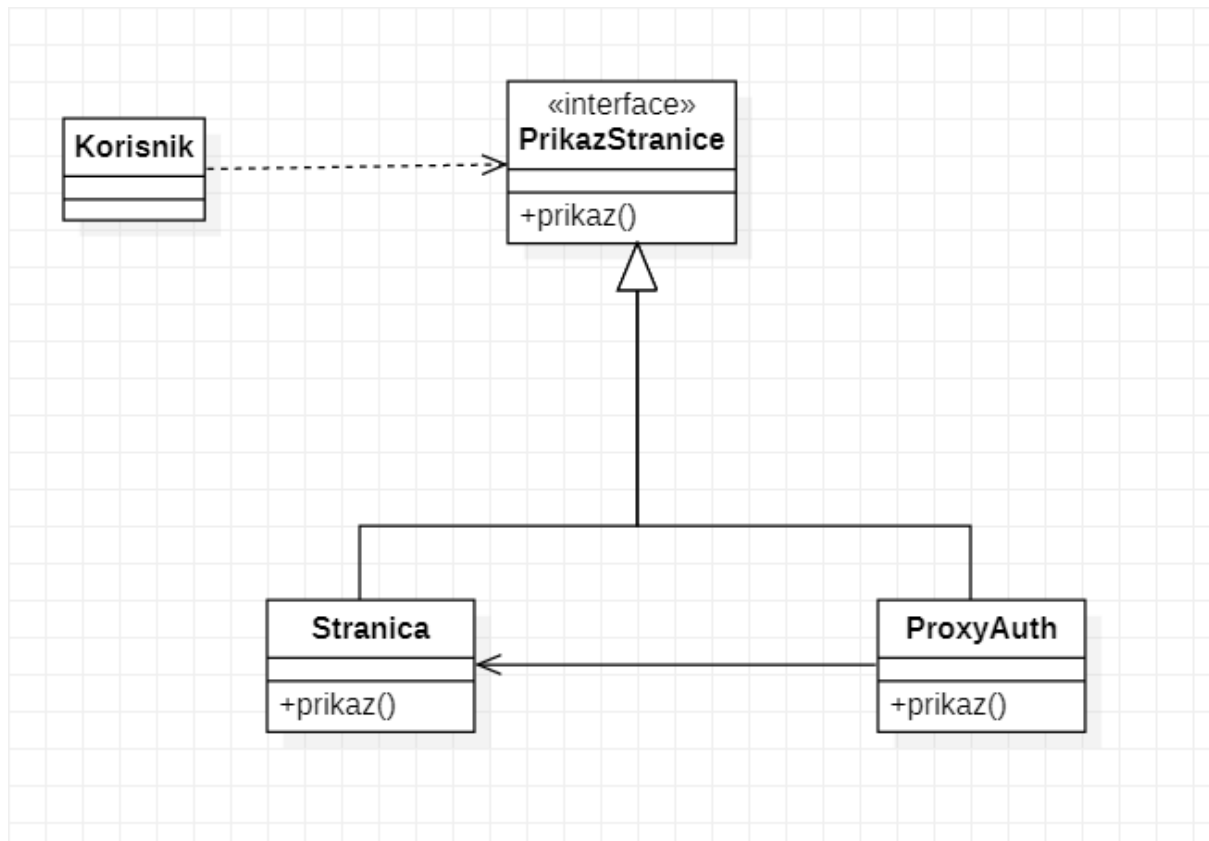 Korisnik
«interface»
PrikazStranice
+prikaz()
Stranica
+prikaz()
ProxyAuth
+prikaz()